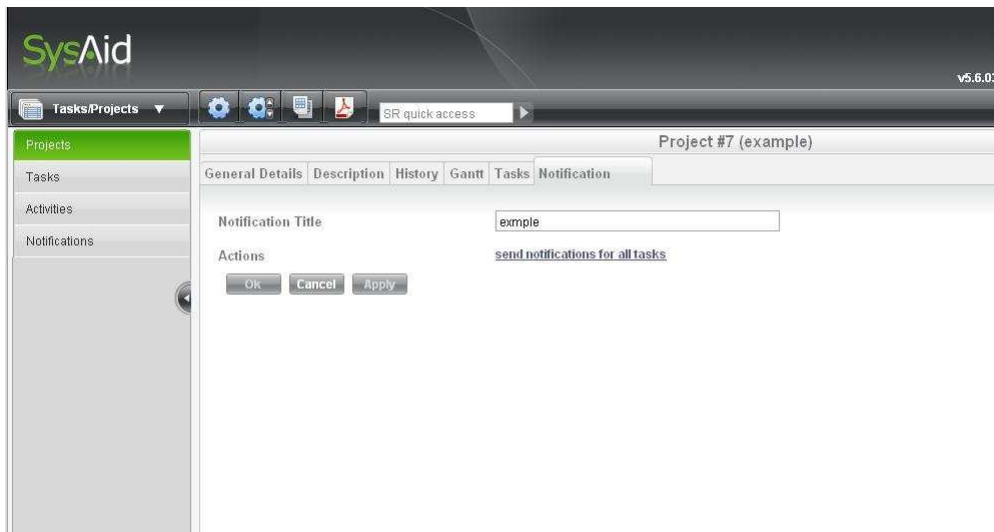 SysAid
v5.6.03
Tasks/Projects
SR quick access
Projects
Tasks
Activities
Notifications
Project #7 (example)
General Details Description History Gantt Tasks Notification
Notification Title exmple
Actions send notifications for all tasks
Ok Cancel Apply